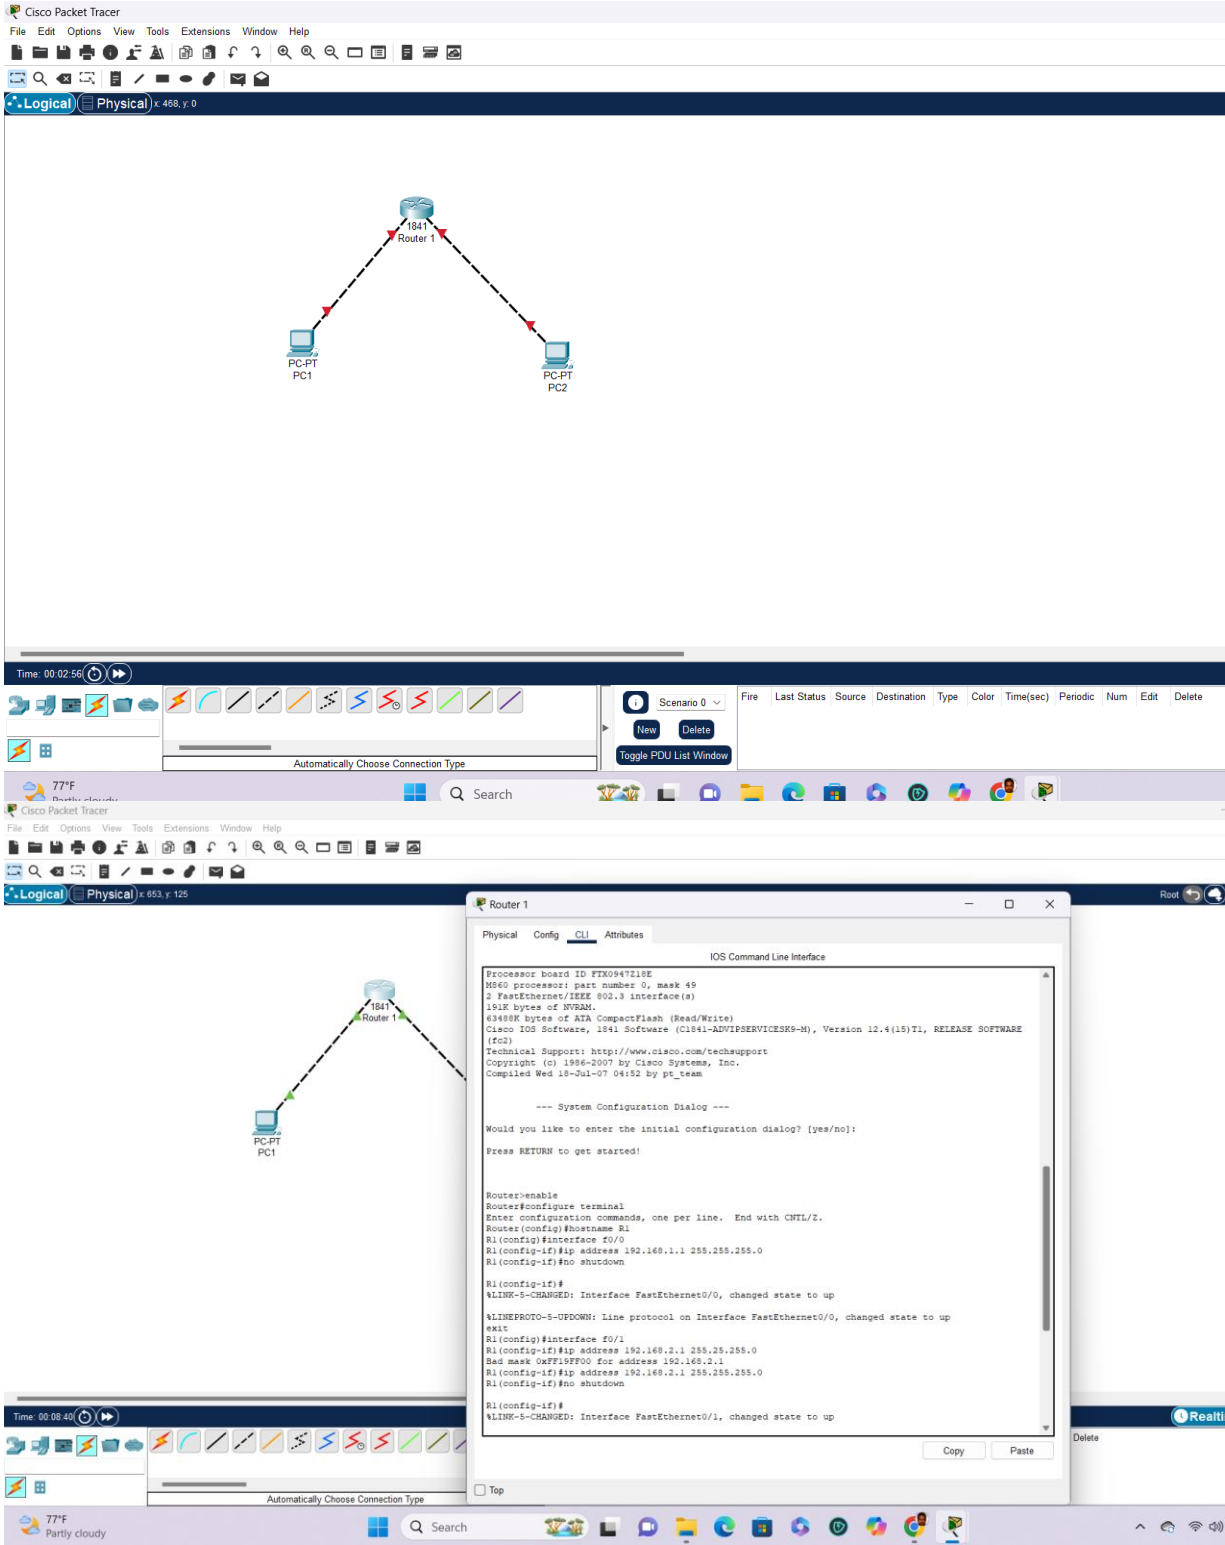 Cisco Packet Tracer
File Edit Options View Tools Extensions Window Help
Logical Physical x: 468, y: 0
1841
Router 1
PC-PT
PC1
PC-PT
PC2
Time: 00:02:56
Scenario 0
New Delete
Toggle PDU List Window
Fire Last Status Source Destination Type Color Time(sec) Periodic Num Edit Delete
Automatically Choose Connection Type
77°F
Partly cloudy
Search
Cisco Packet Tracer
File Edit Options View Tools Extensions Window Help
Logical Physical x: 653, y: 125
Root
1841
Router 1
PC-PT
PC1
Router 1
Physical Config CLI Attributes
IOS Command Line Interface
Processor board ID FTX0947Z18E
M860 processor: part number 0, mask 49
2 FastEthernet/IEEE 802.3 interface(s)
191K bytes of NVRAM.
63488K bytes of ATA CompactFlash (Read/Write)
Cisco IOS Software, 1841 Software (C1841-ADVIPSERVICESK9-M), Version 12.4(15)T1, RELEASE SOFTWARE
(fc2)
Technical Support: http://www.cisco.com/techsupport
Copyright (c) 1986-2007 by Cisco Systems, Inc.
Compiled Wed 18-Jul-07 04:52 by pt_team
--- System Configuration Dialog ---
Would you like to enter the initial configuration dialog? [yes/no]:
Press RETURN to get started!
Router>enable
Router#configure terminal
Enter configuration commands, one per line.  End with CNTL/Z.
Router(config)#hostname R1
R1(config)#interface f0/0
R1(config-if)#ip address 192.168.1.1 255.255.255.0
R1(config-if)#no shutdown
R1(config-if)#
%LINK-5-CHANGED: Interface FastEthernet0/0, changed state to up
%LINEPROTO-5-UPDOWN: Line protocol on Interface FastEthernet0/0, changed state to up
exit
R1(config)#interface f0/1
R1(config-if)#ip address 192.168.2.1 255.25.255.0
Bad mask 0xFF19FF00 for address 192.168.2.1
R1(config-if)#ip address 192.168.2.1 255.255.255.0
R1(config-if)#no shutdown
R1(config-if)#
%LINK-5-CHANGED: Interface FastEthernet0/1, changed state to up
Copy Paste
Top
Time: 00:08:40
Realti
Delete
Automatically Choose Connection Type
77°F
Partly cloudy
Search